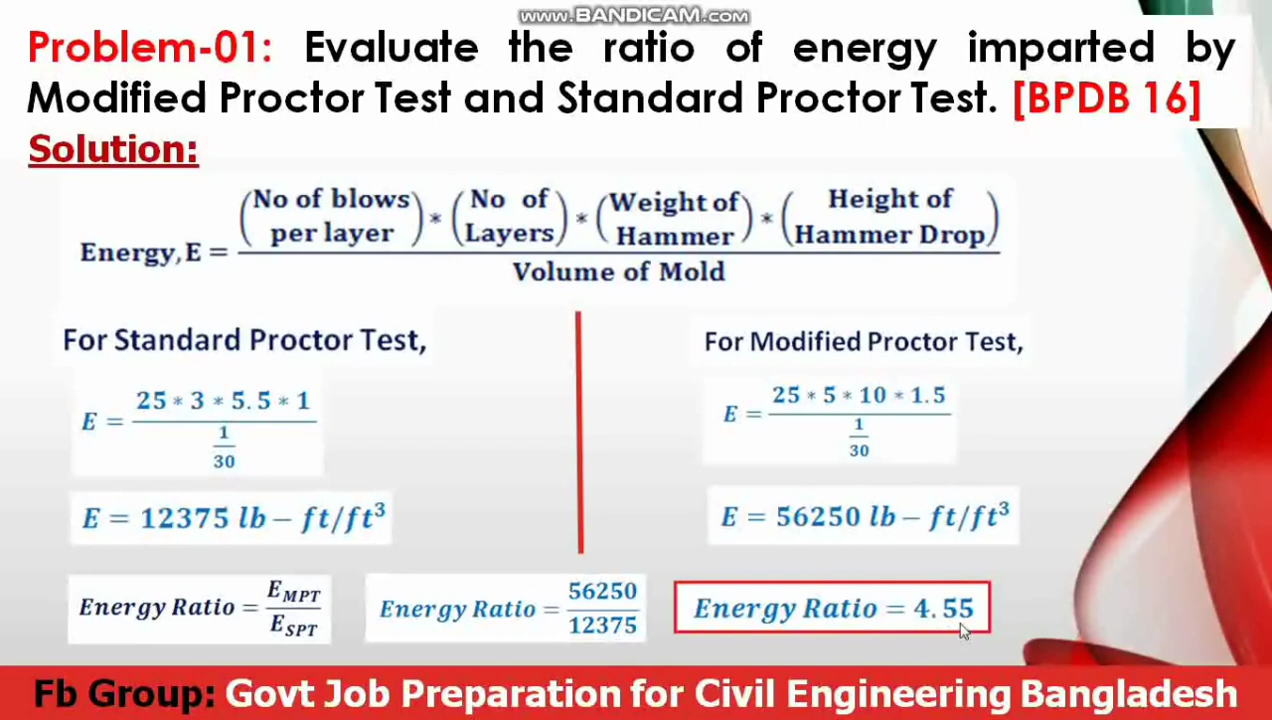 www.BANDICAM.com
Problem-01: Evaluate the ratio of energy imparted by
Modified Proctor Test and Standard Proctor Test. [BPDB 16]
Solution:
Energy, E = (No of blows per layer) * (No of Layers) * (Weight of Hammer) * (Height of Hammer Drop) / Volume of Mold
For Standard Proctor Test,
E = 25 * 3 * 5.5 * 1 / (1/30)
E = 12375 lb - ft/ft³
For Modified Proctor Test,
E = 25 * 5 * 10 * 1.5 / (1/30)
E = 56250 lb - ft/ft³
Energy Ratio = E_MPT / E_SPT
Energy Ratio = 56250 / 12375
Energy Ratio = 4.55
Fb Group: Govt Job Preparation for Civil Engineering Bangladesh